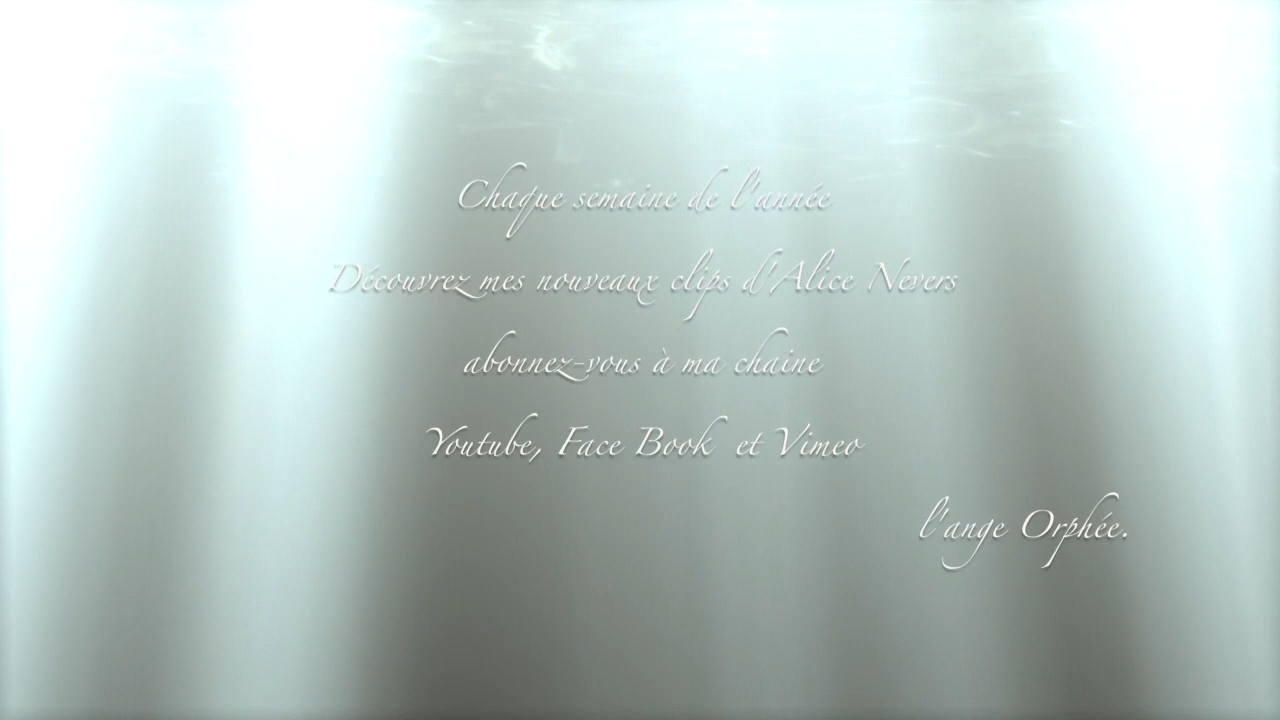 Chaque semaine de l'année
Découvrez mes nouveaux clips d'Alice Nevers
abonnez-vous à ma chaine
Youtube, Face Book et Vimeo
l'ange Orphée.